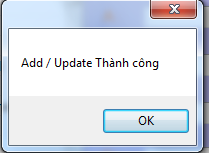 Add / Update Thành công
OK